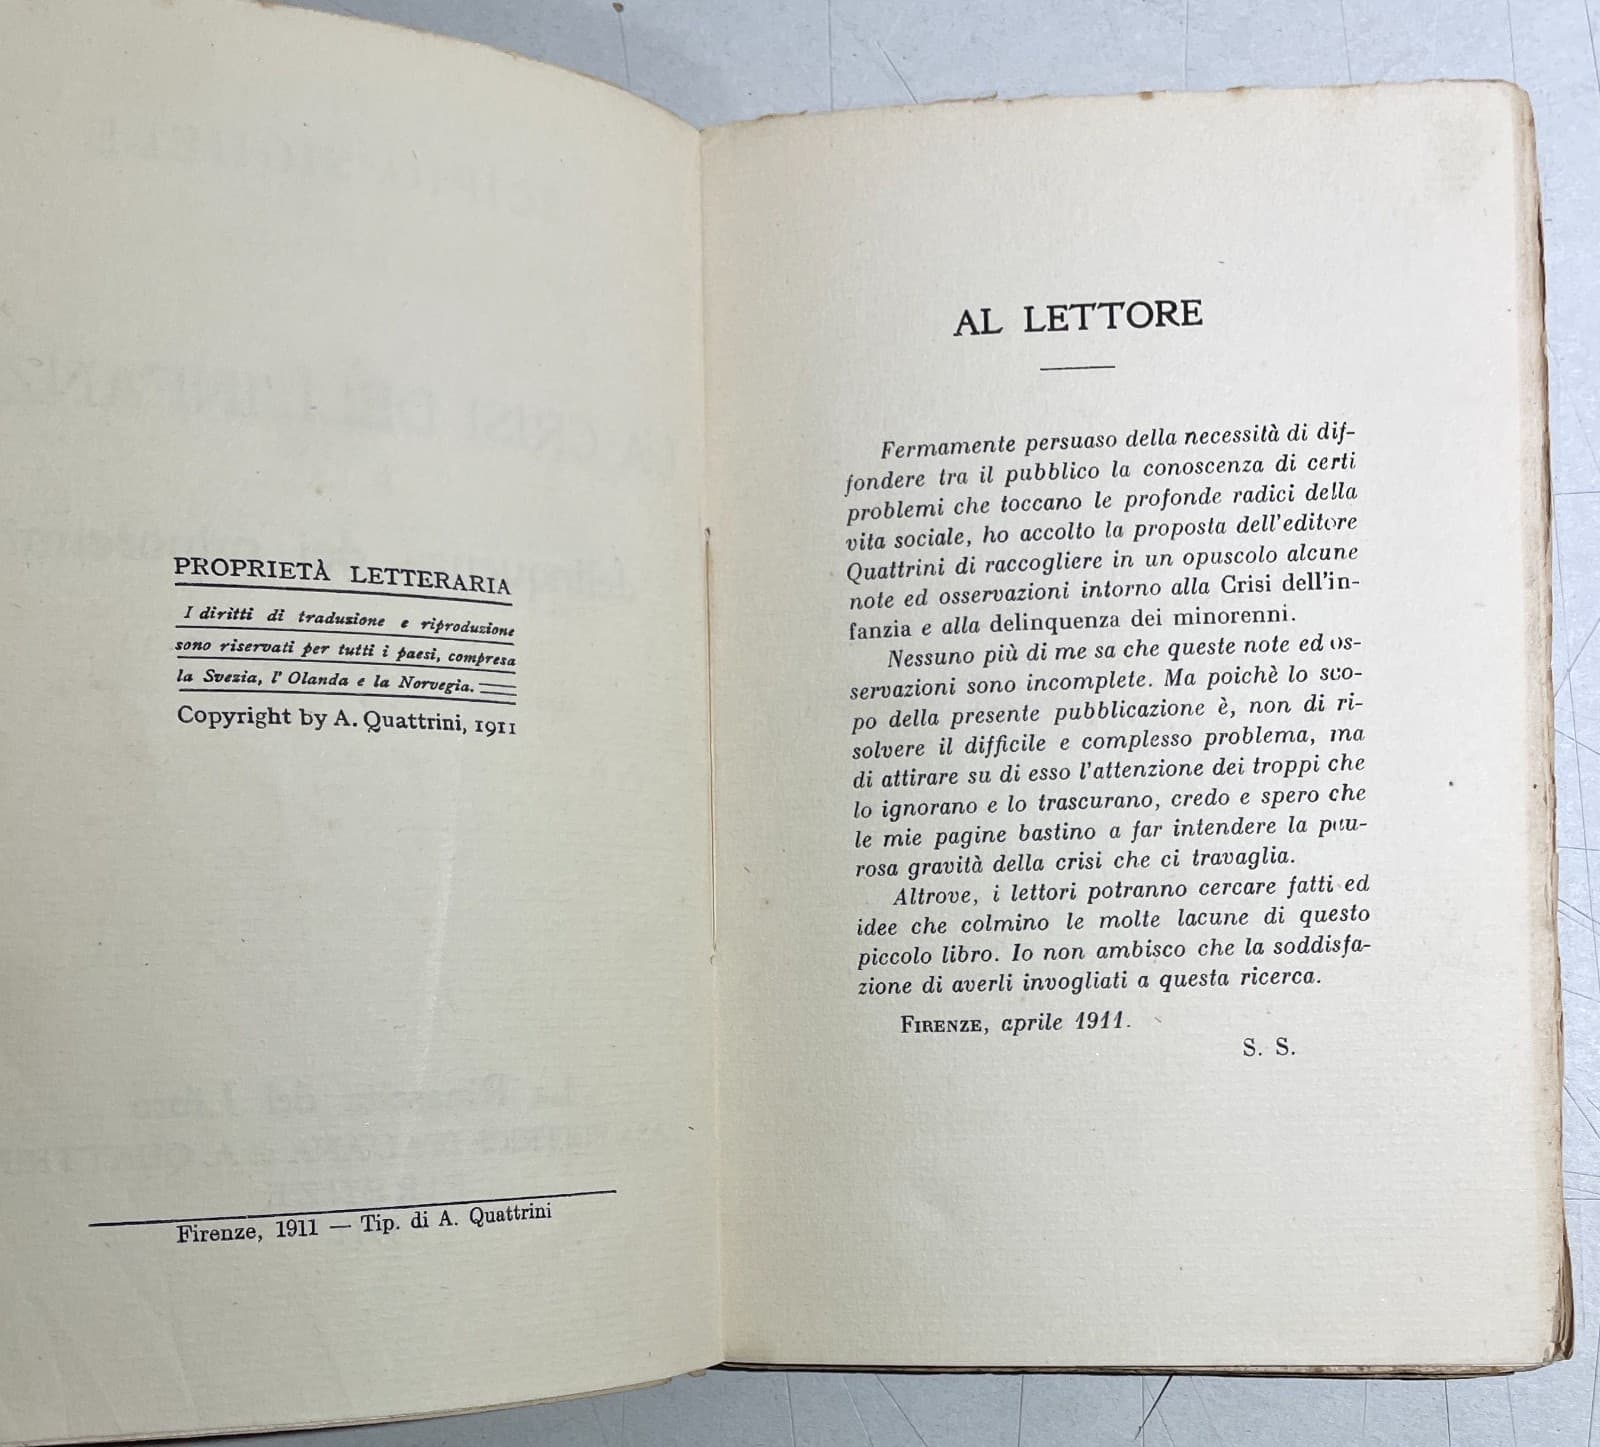 PROPRIETÀ LETTERARIA
I diritti di traduzione e riproduzione
sono riservati per tutti i paesi, compresa
la Svezia, l' Olanda e la Norvegia.
Copyright by A. Quattrini, 1911
Firenze, 1911 — Tip. di A. Quattrini
AL LETTORE
Fermamente persuaso della necessità di dif-
fondere tra il pubblico la conoscenza di certi
problemi che toccano le profonde radici della
vita sociale, ho accolto la proposta dell'editore
Quattrini di raccogliere in un opuscolo alcune
note ed osservazioni intorno alla Crisi dell'in-
fanzia e alla delinquenza dei minorenni.
Nessuno più di me sa che queste note ed os-
servazioni sono incomplete. Ma poichè lo sco-
po della presente pubblicazione è, non di ri-
solvere il difficile e complesso problema, ma
di attirare su di esso l'attenzione dei troppi che
lo ignorano e lo trascurano, credo e spero che
le mie pagine bastino a far intendere la pau-
rosa gravità della crisi che ci travaglia.
Altrove, i lettori potranno cercare fatti ed
idee che colmino le molte lacune di questo
piccolo libro. Io non ambisco che la soddisfa-
zione di averli invogliati a questa ricerca.
FIRENZE, aprile 1911.
S. S.